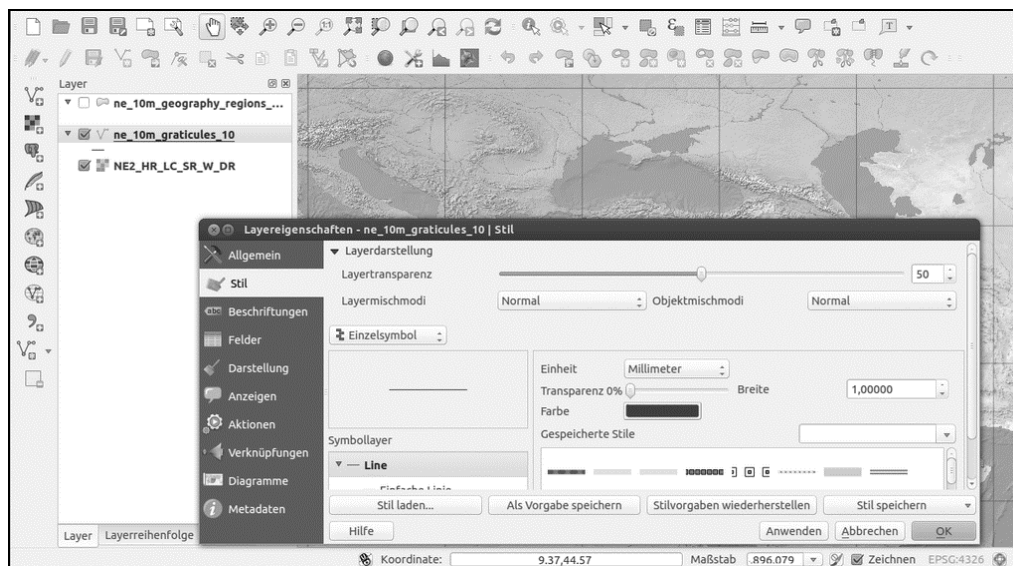 Layer
ne_10m_geography_regions_...
ne_10m_graticules_10
NE2_HR_LC_SR_W_DR
Layereigenschaften - ne_10m_graticules_10 | Stil
Allgemein
Stil
Beschriftungen
Felder
Darstellung
Anzeigen
Aktionen
Verknüpfungen
Diagramme
Metadaten
Layerdarstellung
Layertransparenz 50
Layermischmodi Normal Objektmischmodi Normal
Einzelsymbol
Einheit Millimeter
Transparenz 0% Breite 1,00000
Farbe
Gespeicherte Stile
Symbollayer
Line
Einfache Linie
Stil laden... Als Vorgabe speichern Stilvorgaben wiederherstellen Stil speichern
Hilfe Anwenden Abbrechen OK
Layer Layerreihenfolge
Koordinate: 9.37,44.57 Maßstab .896.079 Zeichnen EPSG:4326